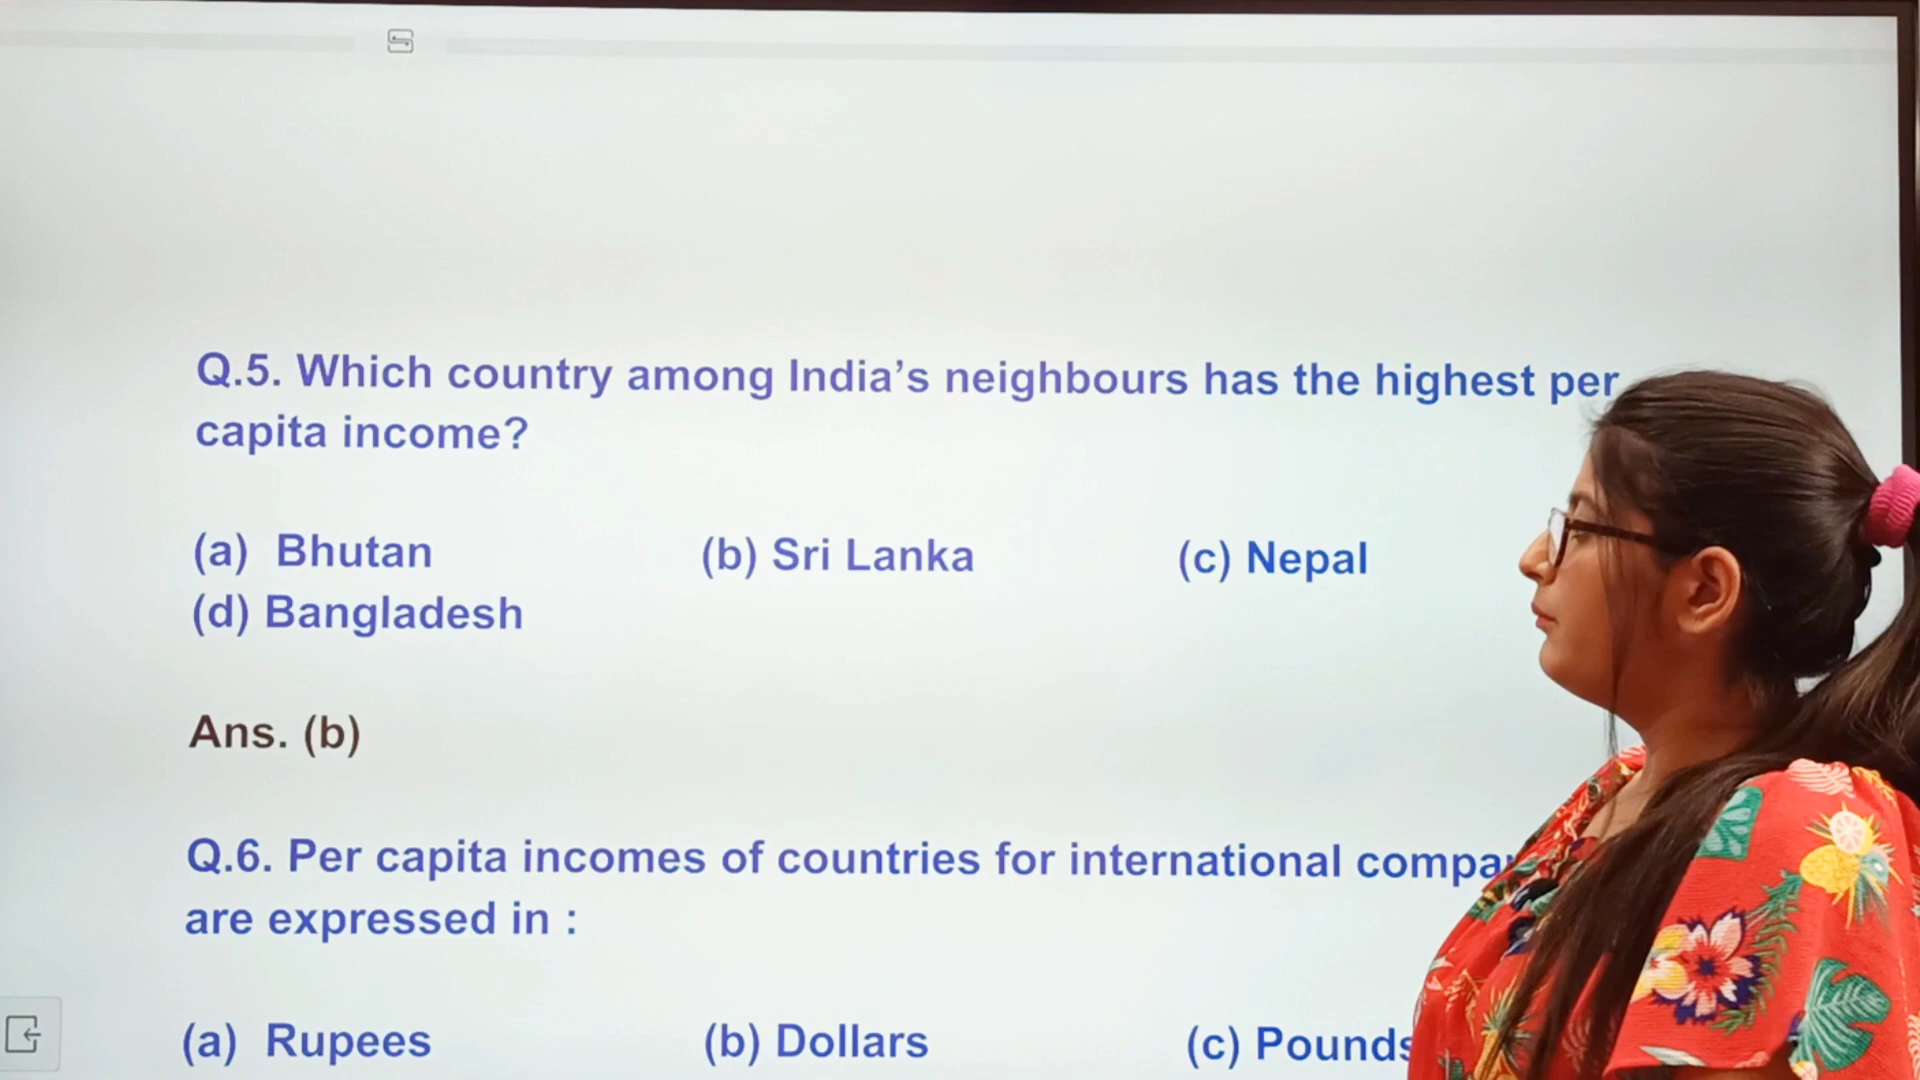 Q.5. Which country among India’s neighbours has the highest per
capita income?
(a) Bhutan (b) Sri Lanka (c) Nepal
(d) Bangladesh
Ans. (b)
Q.6. Per capita incomes of countries for international
are expressed in :
(a) Rupees (b) Dollars (c) Pounds